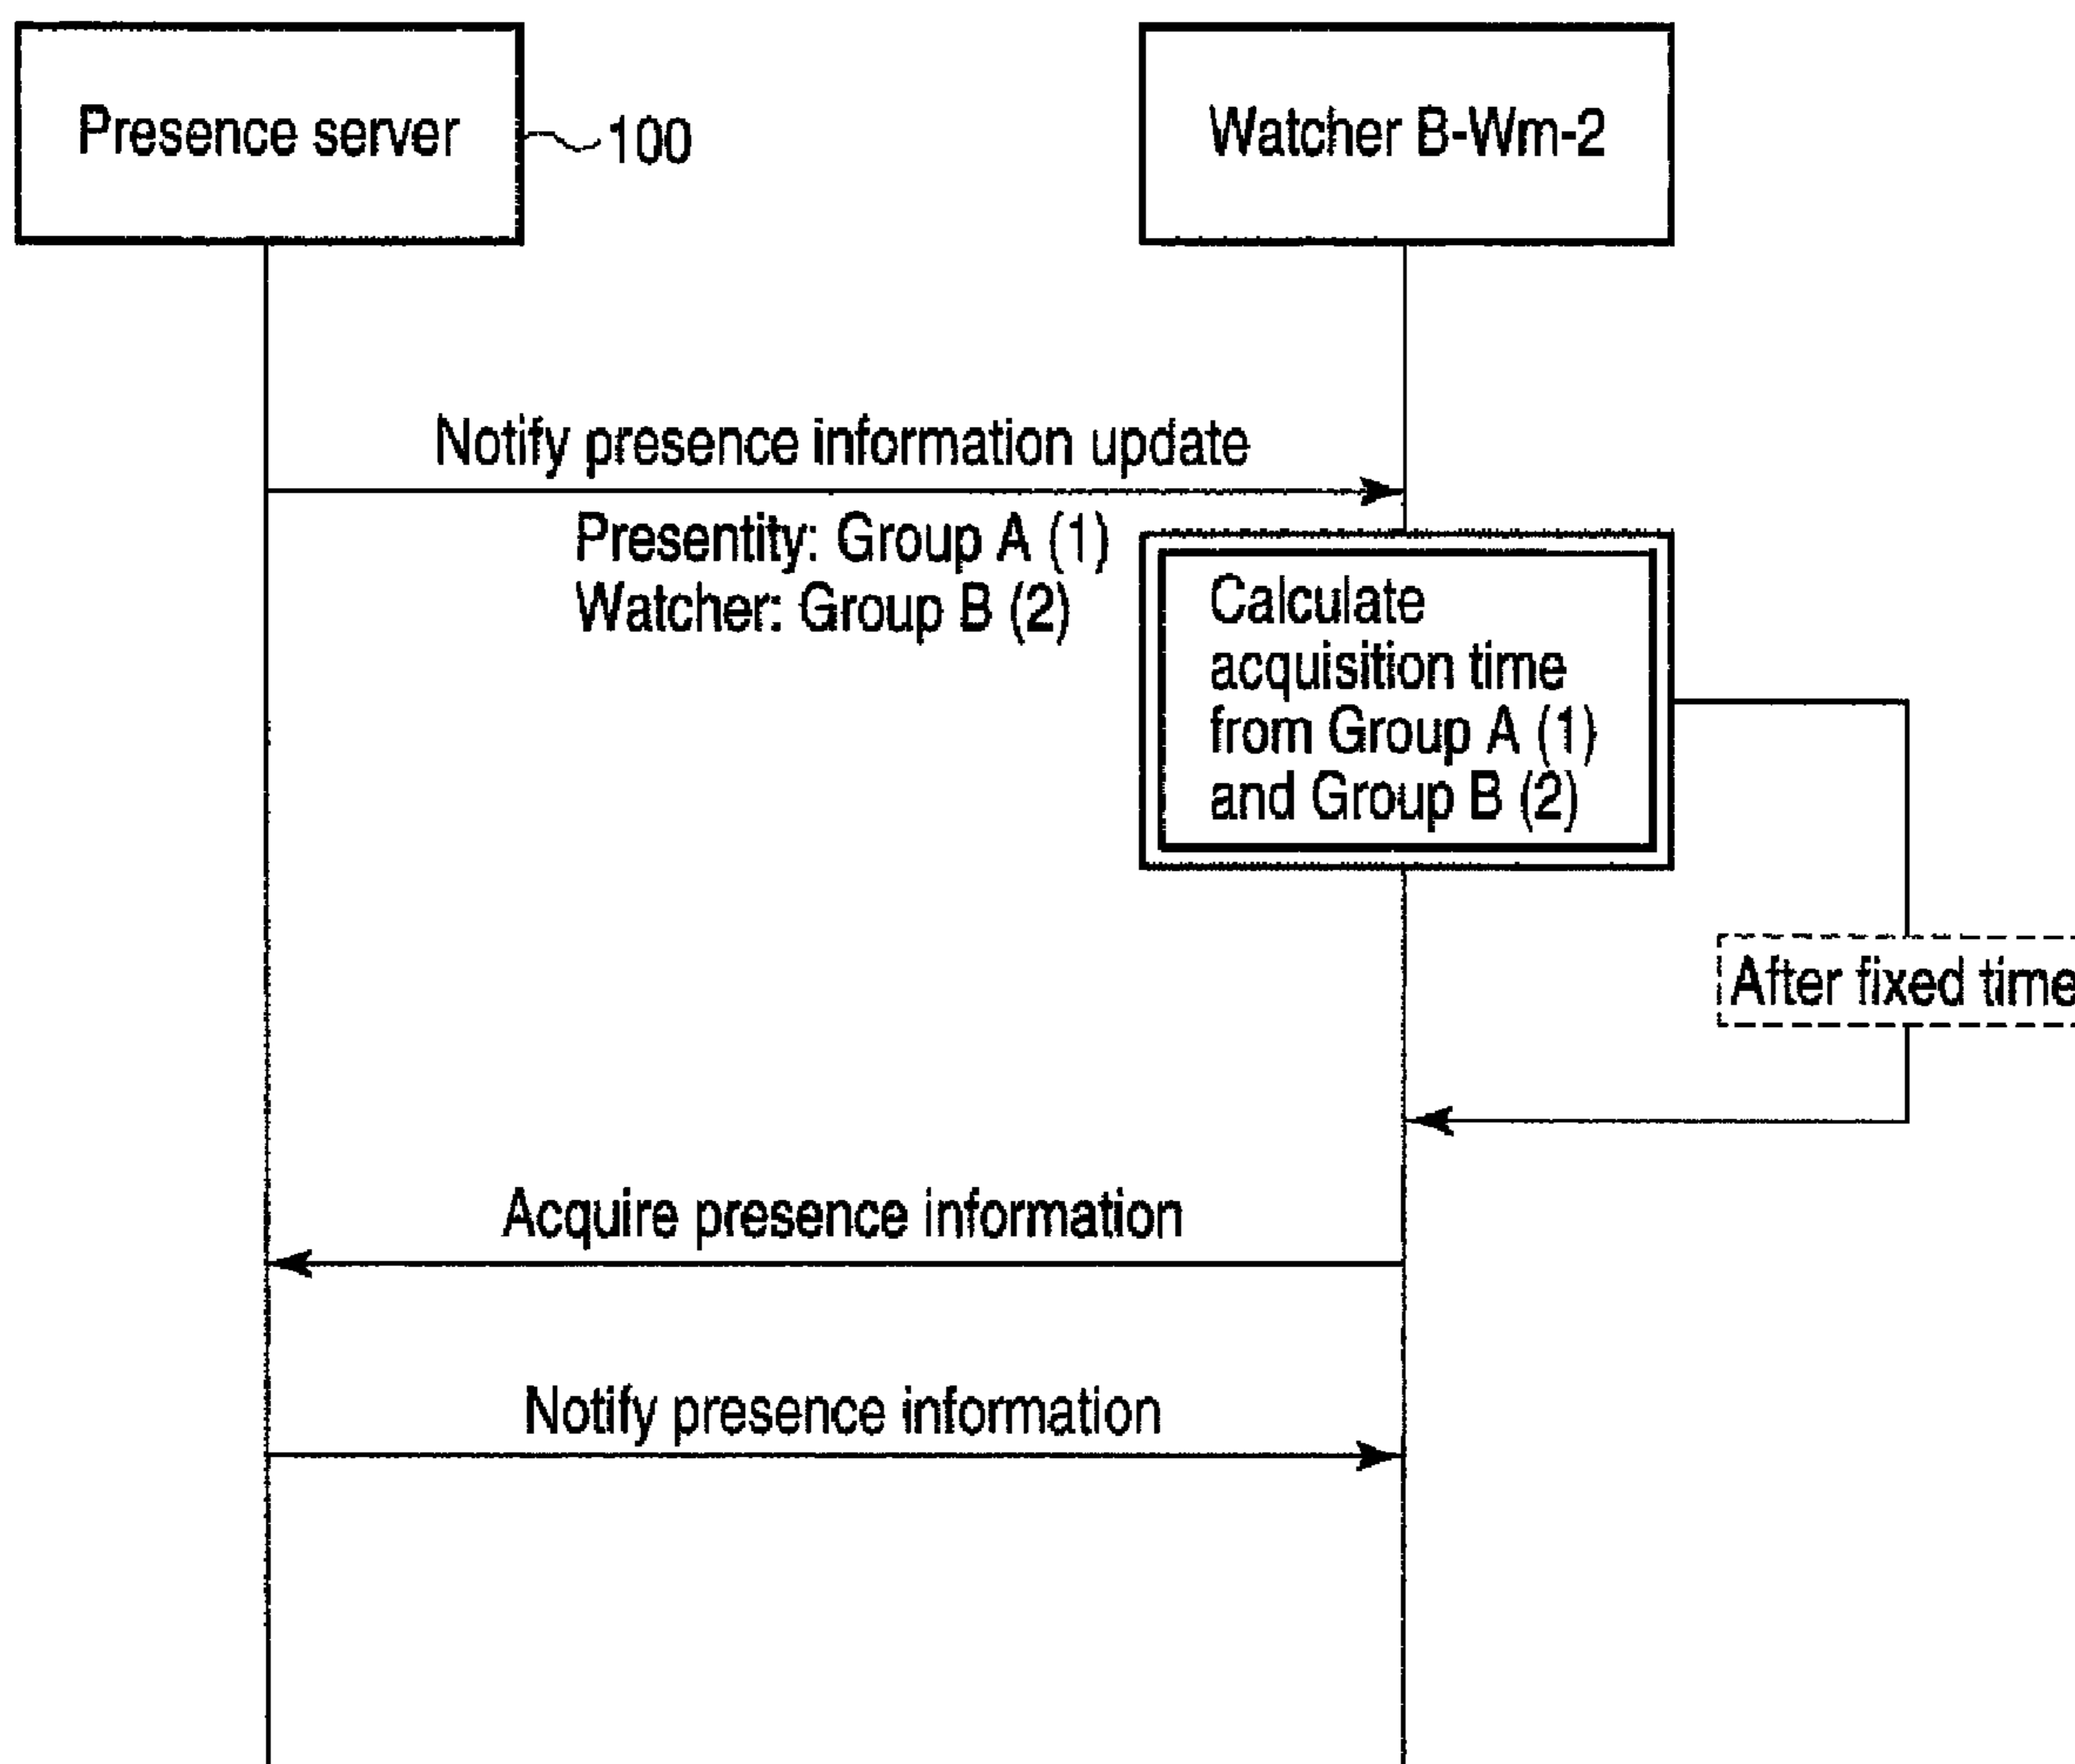 Presence server
100
Watcher B-Wm-2
Notify presence information update
Presentity: Group A (1)
Watcher: Group B (2)
Calculate
acquisition time
from Group A (1)
and Group B (2)
After fixed time
Acquire presence information
Notify presence information